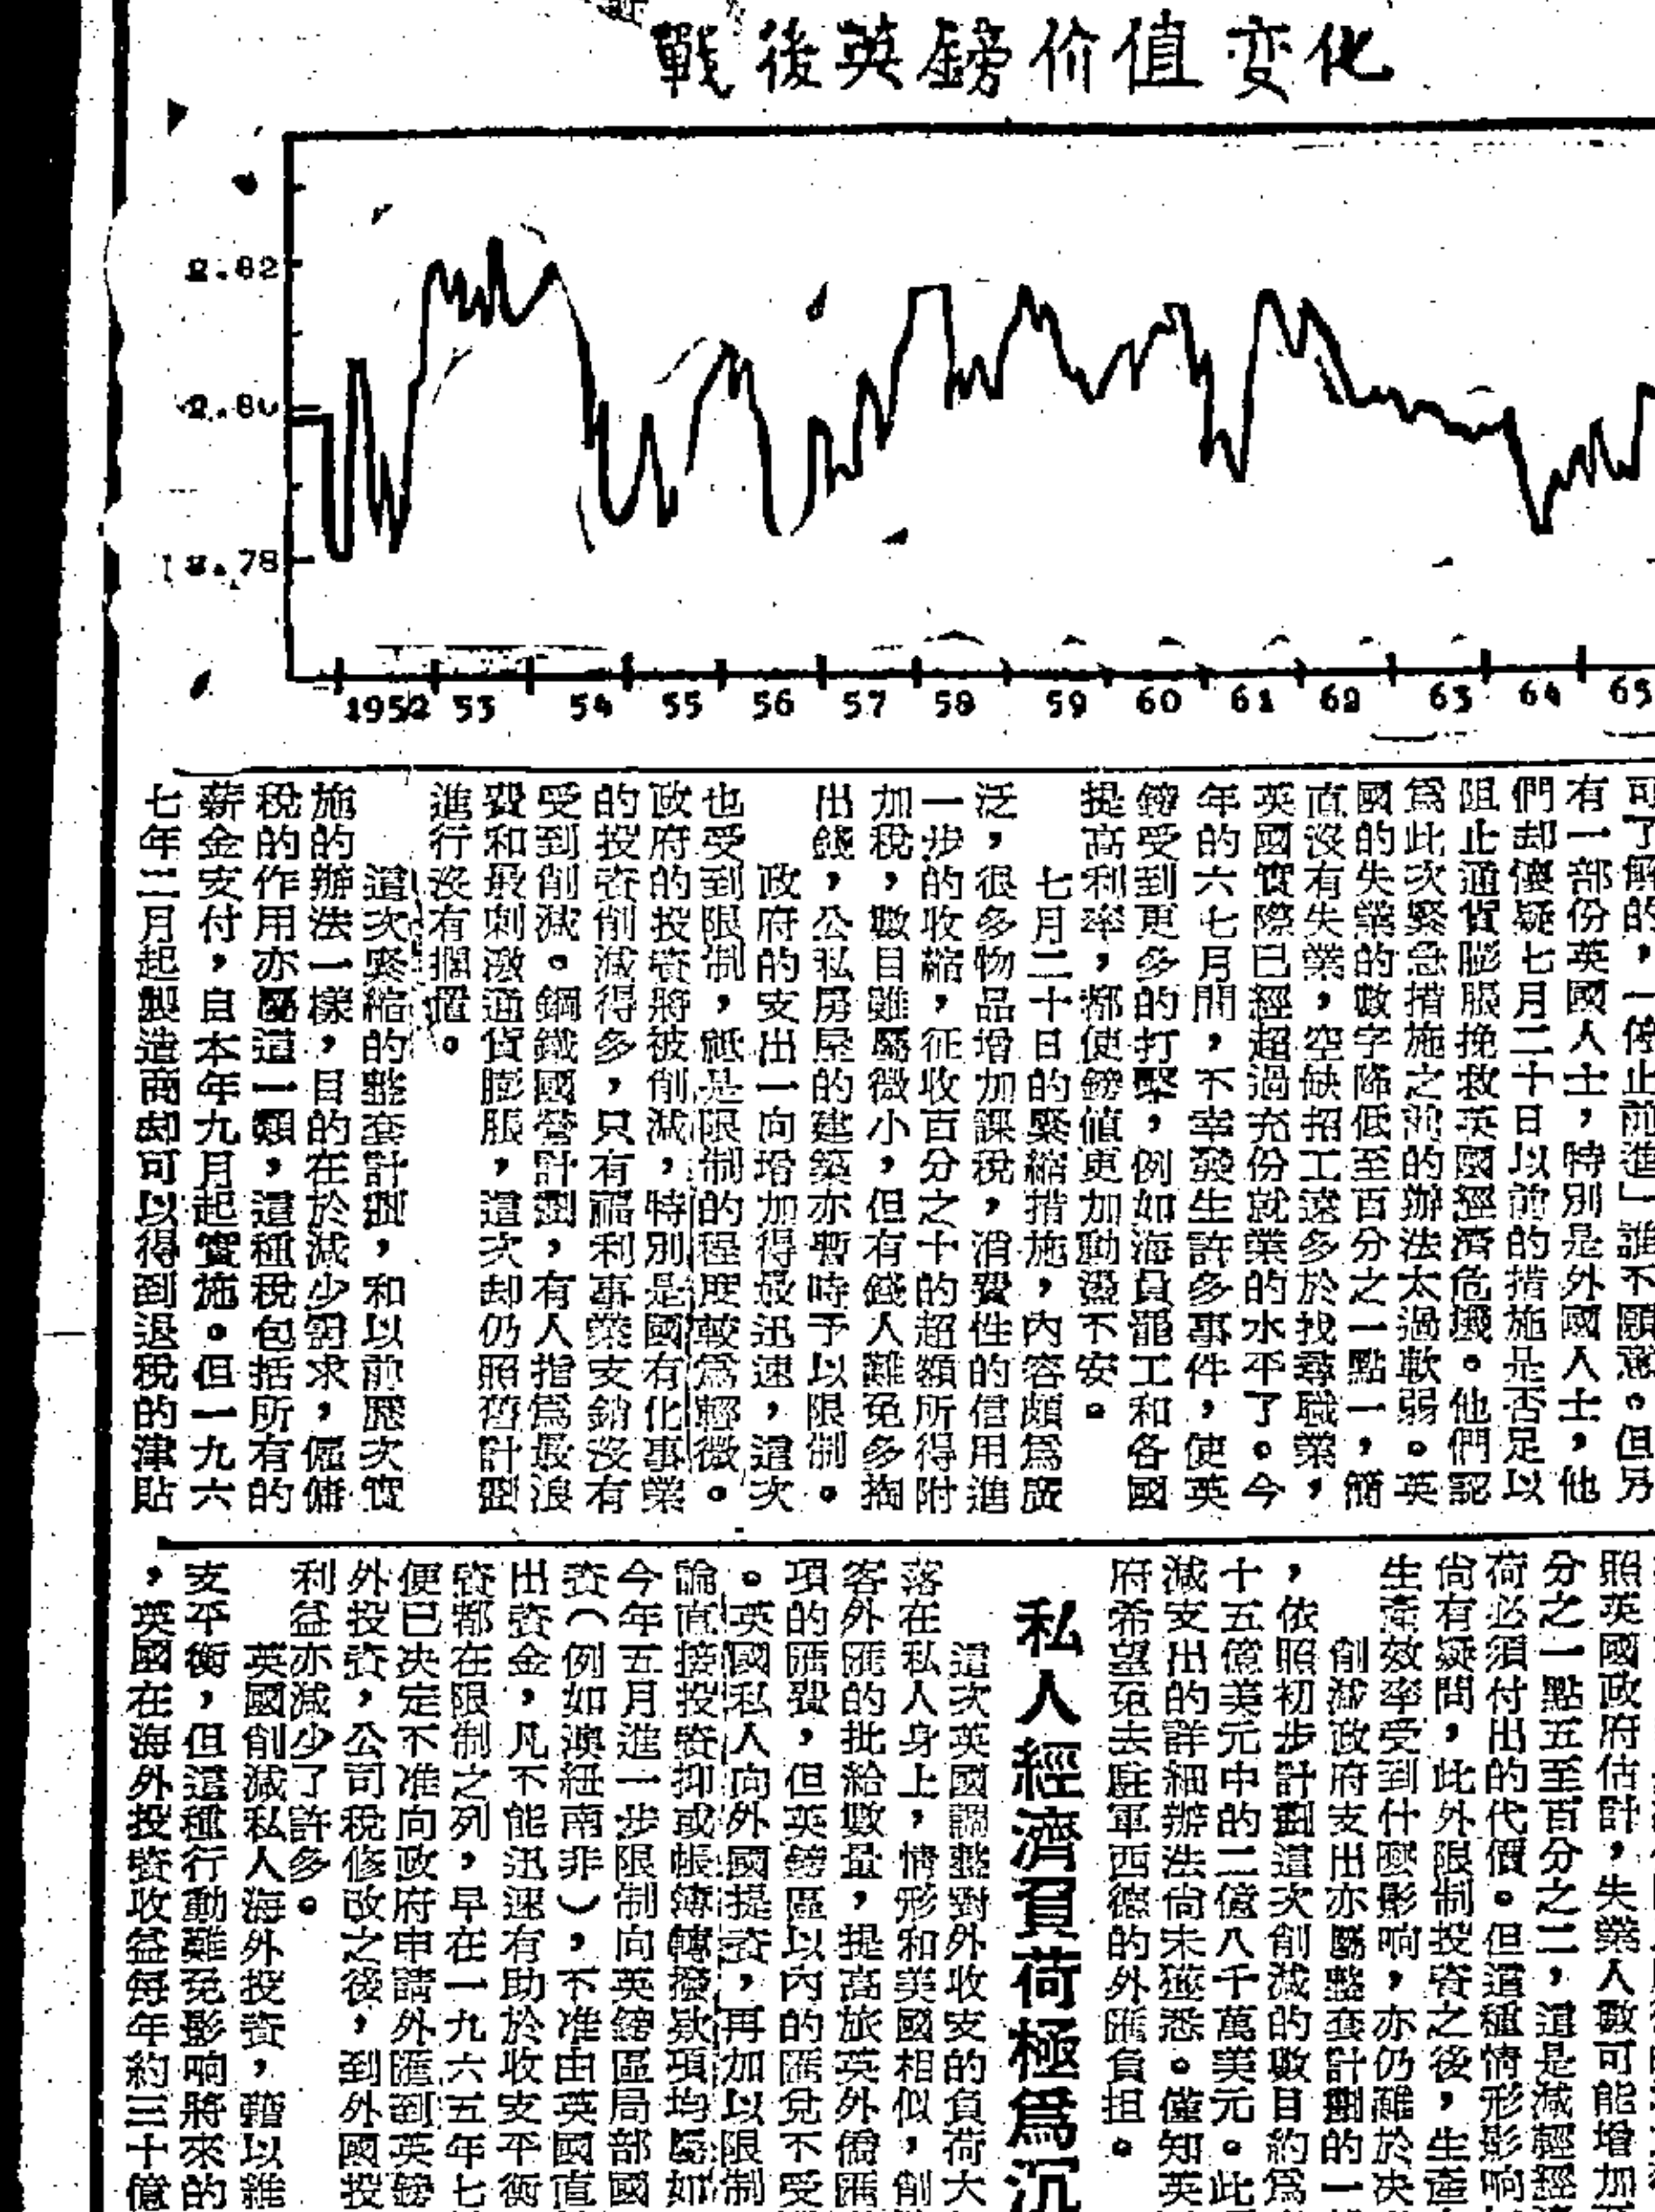 戰後英鎊价值变化
2.82
2.80
2.78
1952 53 54 55 56 57 58 59 60 61 62 63 64 65
可了解的，「停止前進」誰不願意。但另
有一部份英國人士，特別是外國人士，他
們却懷疑七月二十日以前的措施是否足以
阻止通貨膨脹挽救英國經濟危機。他們認
爲此次緊急措施之前的辦法太過軟弱。英
國的失業的數字降低至百分之一點一，簡
直沒有失業，空缺招工遠多於找尋職業，
英國實際已經超過充份就業的水平了。今
年的六七月間，不幸發生許多事件，使英
鎊受到更多的打擊，例如海員罷工和各國
提高利率，都使鎊值更加動盪不安。
七月二十日的緊縮措施，內容頗爲廣
泛，很多物品增加課稅，消費性的信用進
一步的收縮，征收百分之十的超額所得附
加稅，數目雖屬微小，但有錢人難免多掏
出錢，公私房屋的建築亦暫時予以限制。
政府的支出一向增加得最迅速，這次
也受到限制，祗是限制的程度較爲輕微。
政府的投資將被削減，特別是國有化事業
的投資削減得多，只有福利事業支銷沒有
受到削減。鋼鐵國營計劃，有人指爲最浪
費和最刺激通貨膨脹，這次却仍照舊計劃
進行沒有擱置。
這次緊縮的整套計劃，和以前歷次實
施的辦法一樣，目的在於減少需求，僱傭
稅的作用亦屬這一類，這種稅包括所有的
薪金支付，自本年九月起實施。但一九六
七年二月起製造商却可以得到退稅的津貼
照英國政府估計，失業人數可能增加
分之一點五至百分之二，這是減輕經
荷必須付出的代價。但這種情形影响
尙有疑問，此外限制投資之後，生產
生產效率受到什麼影响，亦仍難於决
削減政府支出亦屬整套計劃的一
，依照初步計劃這次削減的數目約爲
十五億美元中的二億八千萬美元。此
減支出的詳細辦法尙未獲悉。僅知英
府希望免去駐軍西德的外匯負担。
私人經濟負荷極爲沉
這次英國調整對外收支的負荷大
落在私人身上，情形和美國相似，削
客外匯的批給數量，提高旅英外僑匯
項的匯費，但英鎊區以內的匯兌不受
。英國私人向外國提資，再加以限制
論直接投資抑或帳簿轉撥欵項均屬如
今年五月進一步限制向英鎊區局部國
資（例如澳紐南非），不准由英國直
出資金，凡不能迅速有助於收支平衡
資都在限制之列，早在一九六五年七
便已决定不准向政府申請外匯到英鎊
外投資，公司稅修改之後，到外國投
利益亦減少了許多。
英國削減私人海外投資，藉以維
支平衡，但這種行動難免影响將來的
，英國在海外投資收益每年約三十億